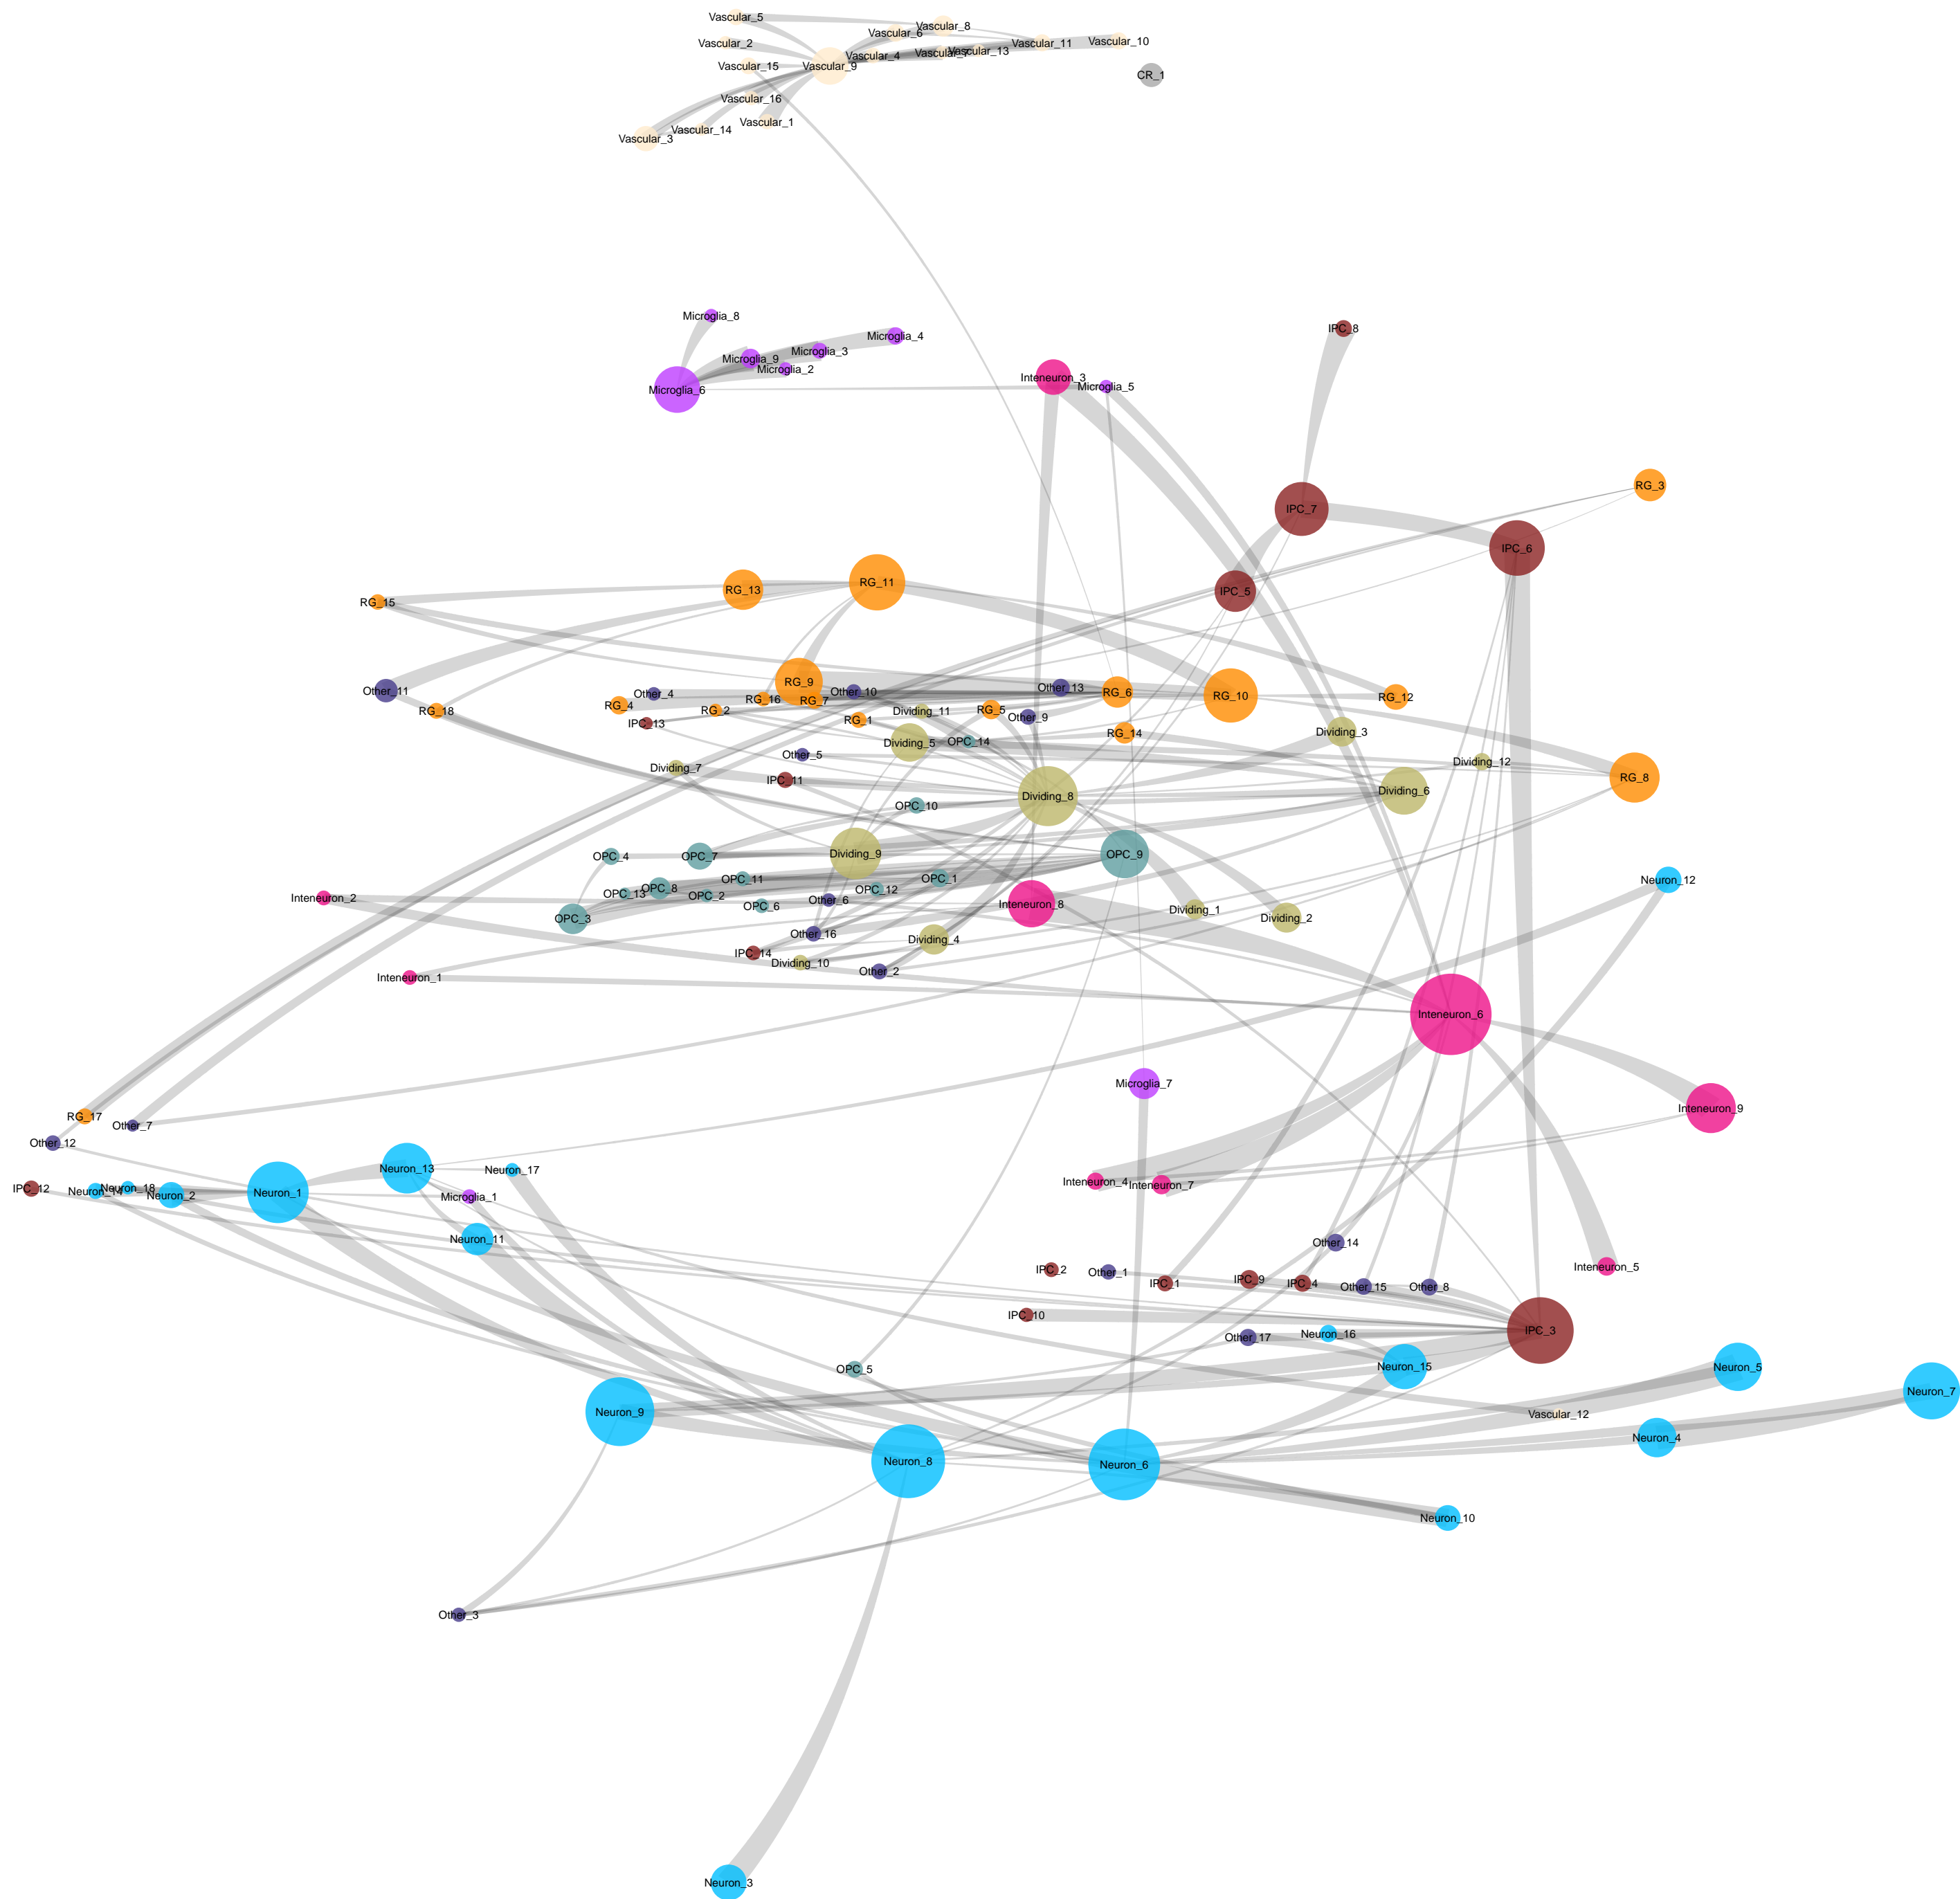 Vascular_5
Vascular_8
Vascular_6
Vascular_2
Vascular_11
Vascular_10
Vascular_4
Vascular_7
Vascular_13
Vascular_15
Vascular_9
CR_1
Vascular_16
Vascular_1
Vascular_14
Vascular_3
Microglia_8
IPC_8
Microglia_4
Microglia_3
Microglia_9
Microglia_2
Inteneuron_3
Microglia_5
Microglia_6
RG_3
IPC_7
IPC_6
RG_11
RG_13
IPC_5
RG_15
RG_9
Other_13
Other_11
Other_4
Other_10
RG_6
RG_10
RG_12
RG_16
RG_7
RG_4
RG_18
RG_2
Dividing_11
RG_5
Other_9
IPC_13
RG_1
RG_14
Dividing_3
Dividing_5
OPC_14
Other_5
Dividing_12
Dividing_7
IPC_11
RG_8
Dividing_6
Dividing_8
OPC_10
OPC_4
OPC_7
Dividing_9
OPC_9
OPC_11
OPC_1
Neuron_12
OPC_8
OPC_12
OPC_13
OPC_2
Inteneuron_2
Other_6
OPC_6
Inteneuron_8
Dividing_1
OPC_3
Dividing_2
Other_16
Dividing_4
IPC_14
Dividing_10
Other_2
Inteneuron_1
Inteneuron_6
Microglia_7
Inteneuron_9
RG_17
Other_7
Other_12
Neuron_13
Neuron_17
Inteneuron_4
Inteneuron_7
IPC_12
Neuron_14
Neuron_18
Neuron_2
Neuron_1
Microglia_1
Neuron_11
Other_14
Inteneuron_5
IPC_2
Other_1
IPC_1
IPC_9
IPC_4
Other_15
Other_8
IPC_10
IPC_3
Other_17
Neuron_16
OPC_5
Neuron_15
Neuron_5
Neuron_7
Neuron_9
Vascular_12
Neuron_4
Neuron_8
Neuron_6
Neuron_10
Other_3
Neuron_3